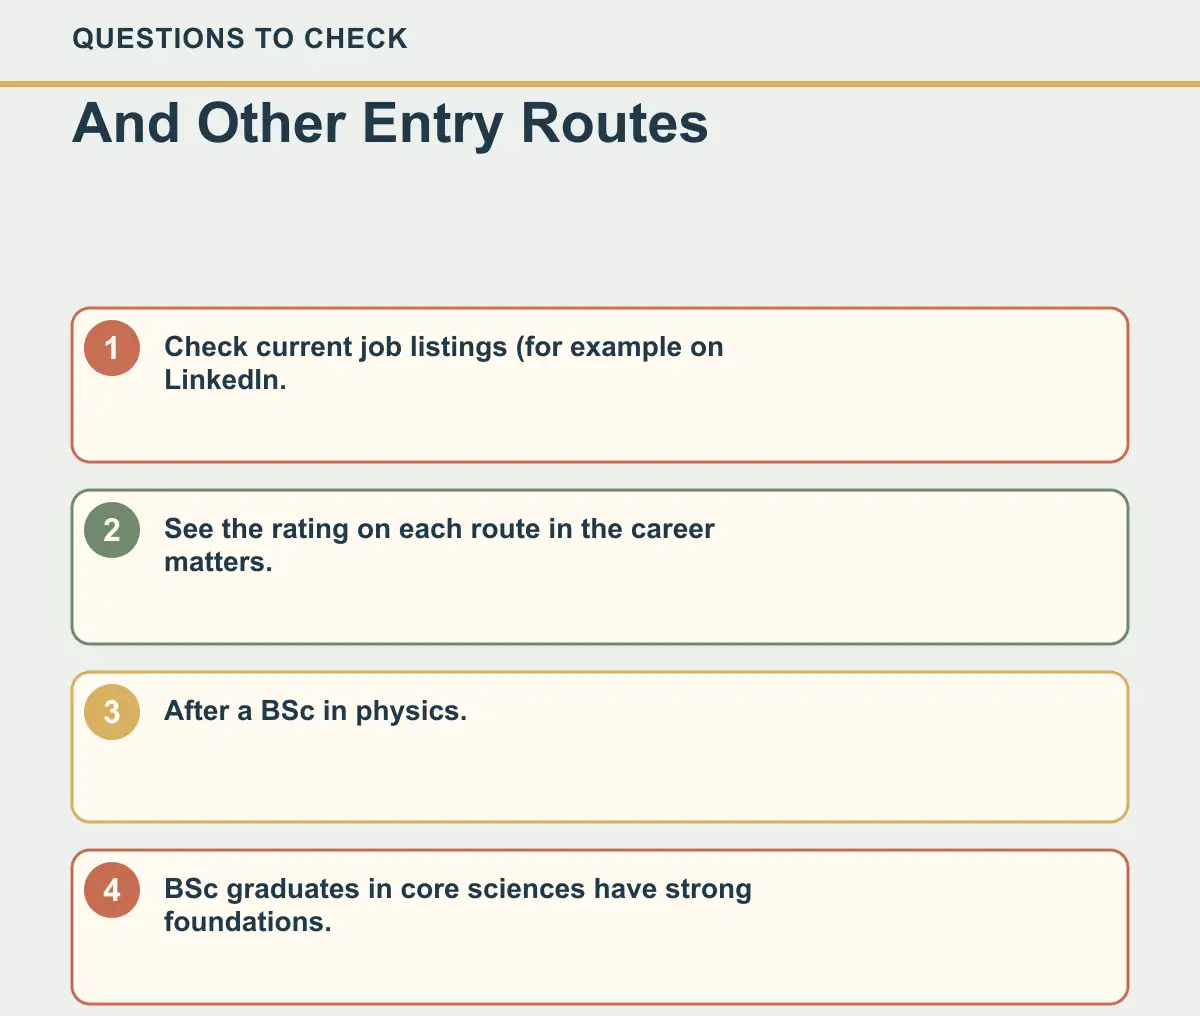 QUESTIONS TO CHECK
And Other Entry Routes
1
Check current job listings (for example on
LinkedIn.
2
See the rating on each route in the career
matters.
3
After a BSc in physics.
4
BSc graduates in core sciences have strong
foundations.